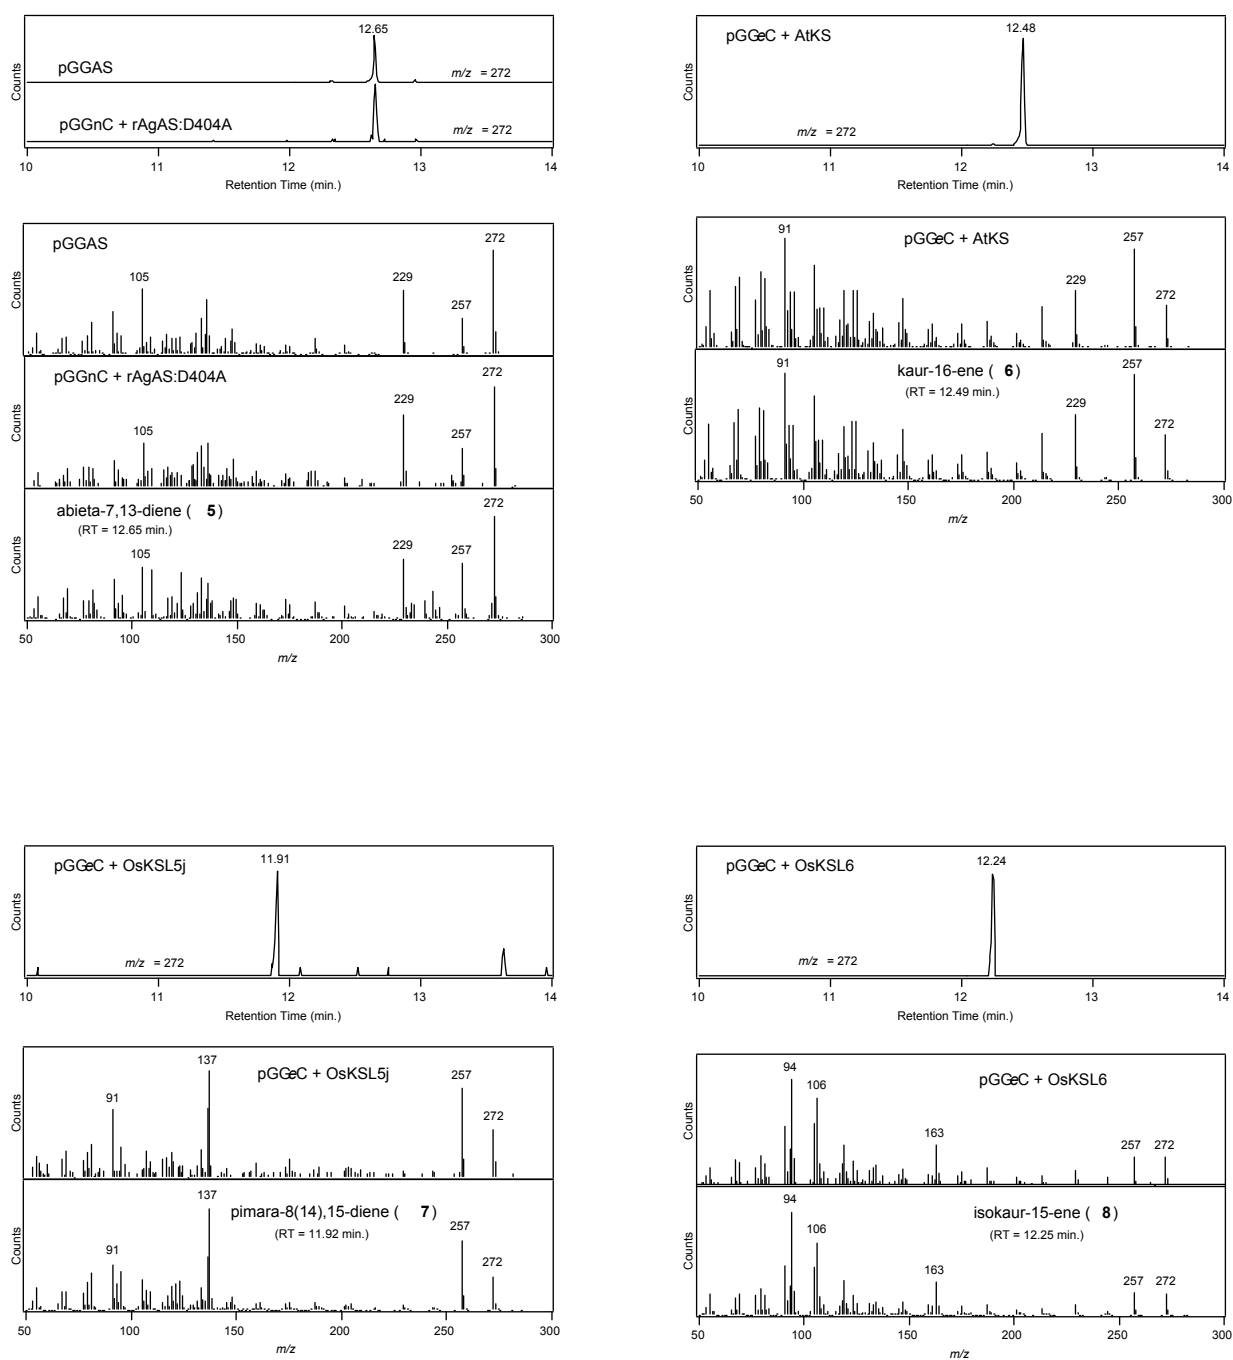 12.65
pGGAS
m/z = 272
pGGnC + rAgAS:D404A
m/z = 272
Counts
10 11 12 13 14
Retention Time (min.)
pGGAS
272
105
229
257
Counts
pGGnC + rAgAS:D404A
272
229
105
257
Counts
abieta-7,13-diene ( 5)
(RT = 12.65 min.)
272
105
229
257
Counts
50 100 150 200 250 300
m/z
pGGeC + AtKS
12.48
m/z = 272
Counts
10 11 12 13 14
Retention Time (min.)
pGGeC + AtKS
91
257
229
272
Counts
91
kaur-16-ene ( 6)
(RT = 12.49 min.)
257
229
272
Counts
50 100 150 200 250 300
m/z
pGGeC + OsKSL5j
11.91
m/z = 272
Counts
10 11 12 13 14
Retention Time (min.)
137
pGGeC + OsKSL5j
257
91
272
Counts
137
pimara-8(14),15-diene ( 7)
(RT = 11.92 min.)
257
91
272
Counts
50 100 150 200 250 300
m/z
pGGeC + OsKSL6
12.24
m/z = 272
Counts
10 11 12 13 14
Retention Time (min.)
94
pGGeC + OsKSL6
106
163
257 272
Counts
94
isokaur-15-ene ( 8)
(RT = 12.25 min.)
106
163
257 272
Counts
50 100 150 200 250 300
m/z